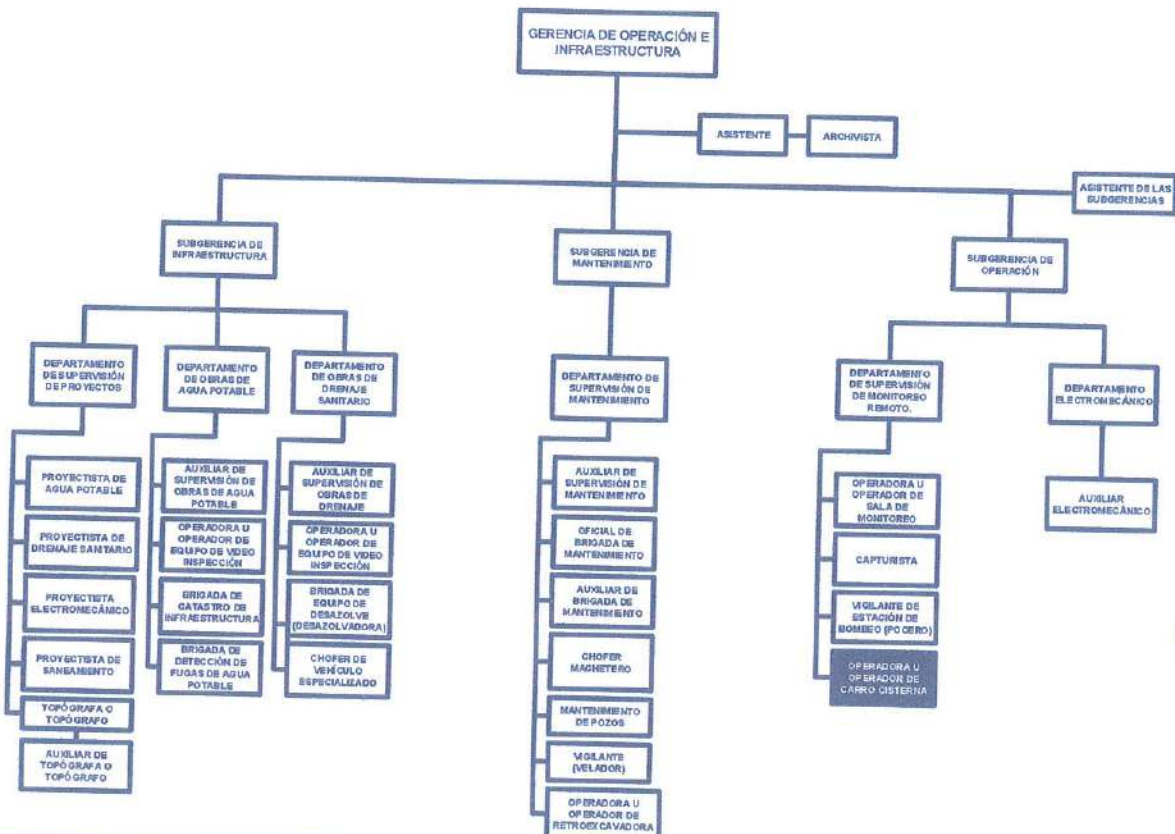 GERENCIA DE OPERACIÓN E
INFRAESTRUCTURA
ASISTENTE
ARCHIVISTA
ASISTENTE DE LAS
SUBGERENCIAS
SUBGERENCIA DE
INFRAESTRUCTURA
SUBGERENCIA DE
MANTENIMIENTO
SUBGERENCIA DE
OPERACIÓN
DEPARTAMENTO
DE SUPERVISIÓN
DE PROYECTOS
DEPARTAMENTO
DE OBRAS DE
AGUA POTABLE
DEPARTAMENTO
DE OBRAS DE
DRENAJE
SANITARIO
DEPARTAMENTO DE
SUPERVISIÓN DE
MANTENIMIENTO
DEPARTAMENTO
DE SUPERVISIÓN
DE MONITOREO
REMOTO.
DEPARTAMENTO
ELECTROMECÁNICO
PROYECTISTA DE
AGUA POTABLE
PROYECTISTA
DE DRENAJE SANITARIO
PROYECTISTA
ELECTROMECÁNICO
PROYECTISTA DE
SANEAMIENTO
TOPÓGRAFA O
TOPÓGRAFO
AUXILIAR DE
TOPÓGRAFA O
TOPÓGRAFO
AUXILIAR DE
SUPERVISIÓN DE
OBRAS DE AGUA
POTABLE
OPERADORA U
OPERADOR DE
EQUIPO DE VIDEO
INSPECCIÓN
BRIGADA DE
CATASTRO DE
INFRAESTRUCTURA
BRIGADA DE
DETECCIÓN DE
FUGAS DE AGUA
POTABLE
AUXILIAR DE
SUPERVISIÓN DE
OBRAS DE
DRENAJE
OPERADORA U
OPERADOR DE
EQUIPO DE VIDEO
INSPECCIÓN
BRIGADA DE
EQUIPO DE
DESAZOLVE
(DESAZOLVADORA)
CHOFER DE
VEHÍCULO
ESPECIALIZADO
AUXILIAR DE
SUPERVISIÓN DE
MANTENIMIENTO
OFICIAL DE
BRIGADA DE
MANTENIMIENTO
AUXILIAR DE
BRIGADA DE
MANTENIMIENTO
CHOFER
MACHETERO
MANTENIMIENTO
DE POZOS
VIGILANTE
(VELADOR)
OPERADORA U
OPERADOR DE
RETROEXCAVADORA
OPERADORA U
OPERADOR DE
SALA DE
MONITOREO
CAPTURISTA
VIGILANTE DE
ESTACIÓN DE
BOMBEO (POCERO)
OPERADORA U
OPERADOR DE
CARRO CISTERNA
AUXILIAR
ELECTROMECÁNICO